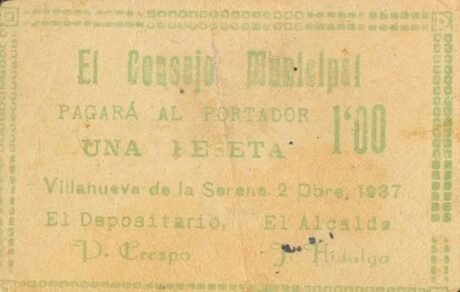 El Consejo Municipal
PAGARÁ AL PORTADOR 1'00
UNA PESETA
Villanueva de la Serena 2 Dbre. 1937
El Depositario, El Alcalde
P. Crespo J. Hidalgo